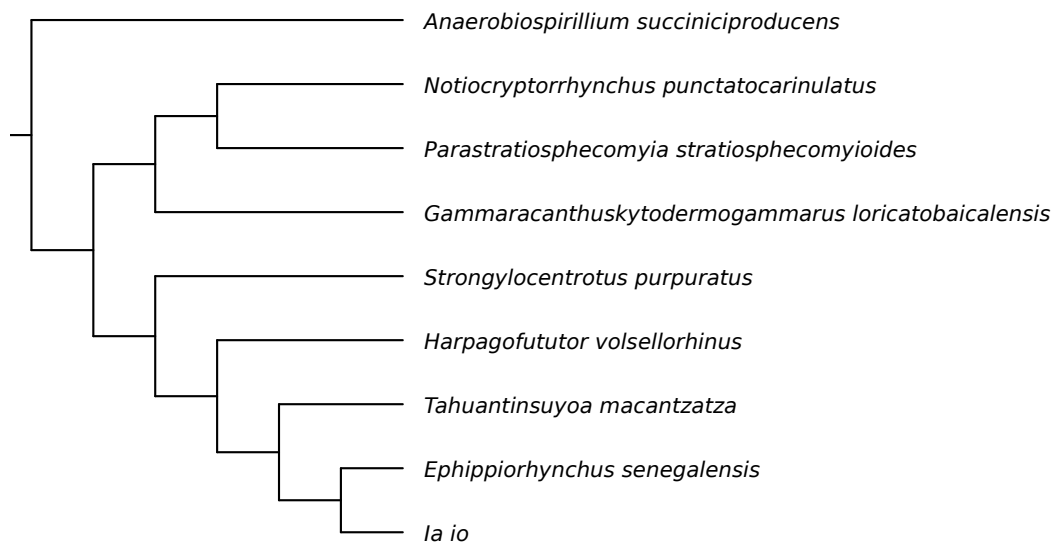 Anaerobiospirillium succiniciproducens
Notiocryptorrhynchus punctatocarinulatus
Parastratiosphecomyia stratiosphecomyioides
Gammaracanthuskytodermogammarus loricatobaicalensis
Strongylocentrotus purpuratus
Harpagofututor volsellorhinus
Tahuantinsuyoa macantzatza
Ephippiorhynchus senegalensis
Ia io